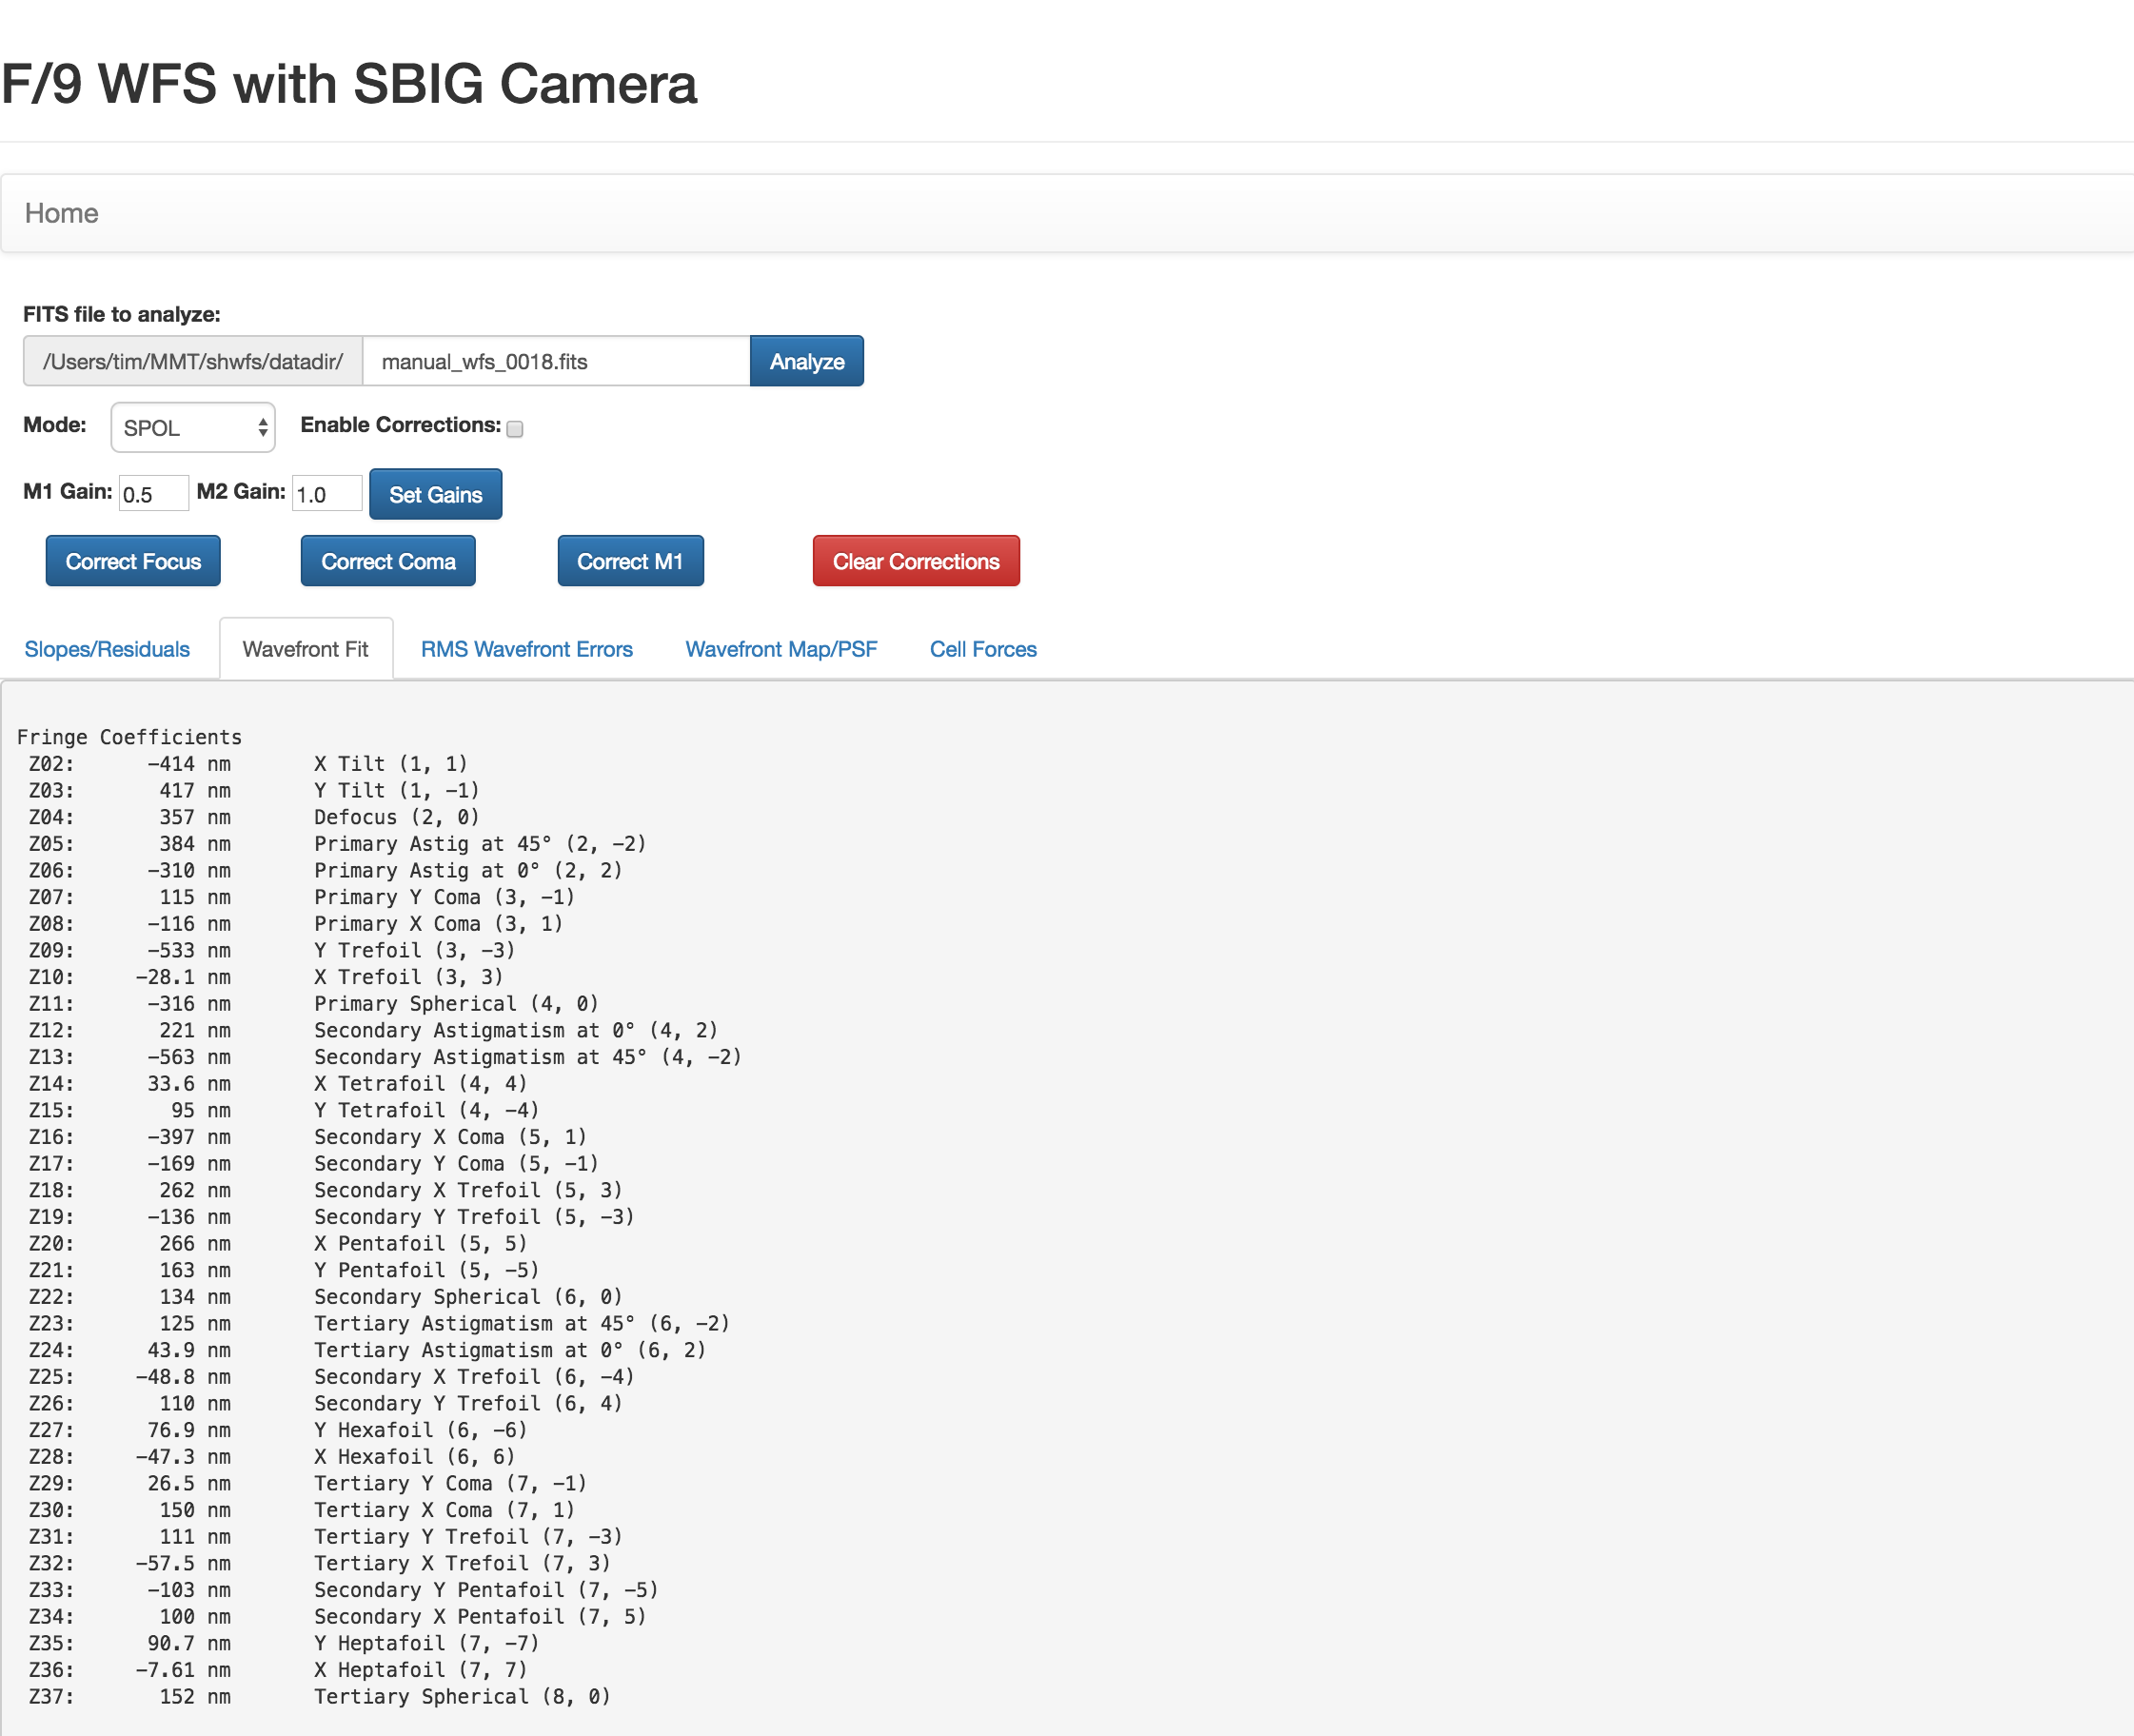 F/9 WFS with SBIG Camera
Home
FITS file to analyze:
/Users/tim/MMT/shwfs/datadir/ manual_wfs_0018.fits Analyze
Mode: SPOL Enable Corrections:
M1 Gain: 0.5 M2 Gain: 1.0 Set Gains
Correct Focus Correct Coma Correct M1 Clear Corrections
Slopes/Residuals Wavefront Fit RMS Wavefront Errors Wavefront Map/PSF Cell Forces
Fringe Coefficients
Z02: -414 nm X Tilt (1, 1)
Z03: 417 nm Y Tilt (1, -1)
Z04: 357 nm Defocus (2, 0)
Z05: 384 nm Primary Astig at 45° (2, -2)
Z06: -310 nm Primary Astig at 0° (2, 2)
Z07: 115 nm Primary Y Coma (3, -1)
Z08: -116 nm Primary X Coma (3, 1)
Z09: -533 nm Y Trefoil (3, -3)
Z10: -28.1 nm X Trefoil (3, 3)
Z11: -316 nm Primary Spherical (4, 0)
Z12: 221 nm Secondary Astigmatism at 0° (4, 2)
Z13: -563 nm Secondary Astigmatism at 45° (4, -2)
Z14: 33.6 nm X Tetrafoil (4, 4)
Z15: 95 nm Y Tetrafoil (4, -4)
Z16: -397 nm Secondary X Coma (5, 1)
Z17: -169 nm Secondary Y Coma (5, -1)
Z18: 262 nm Secondary X Trefoil (5, 3)
Z19: -136 nm Secondary Y Trefoil (5, -3)
Z20: 266 nm X Pentafoil (5, 5)
Z21: 163 nm Y Pentafoil (5, -5)
Z22: 134 nm Secondary Spherical (6, 0)
Z23: 125 nm Tertiary Astigmatism at 45° (6, -2)
Z24: 43.9 nm Tertiary Astigmatism at 0° (6, 2)
Z25: -48.8 nm Secondary X Trefoil (6, -4)
Z26: 110 nm Secondary Y Trefoil (6, 4)
Z27: 76.9 nm Y Hexafoil (6, -6)
Z28: -47.3 nm X Hexafoil (6, 6)
Z29: 26.5 nm Tertiary Y Coma (7, -1)
Z30: 150 nm Tertiary X Coma (7, 1)
Z31: 111 nm Tertiary Y Trefoil (7, -3)
Z32: -57.5 nm Tertiary X Trefoil (7, 3)
Z33: -103 nm Secondary Y Pentafoil (7, -5)
Z34: 100 nm Secondary X Pentafoil (7, 5)
Z35: 90.7 nm Y Heptafoil (7, -7)
Z36: -7.61 nm X Heptafoil (7, 7)
Z37: 152 nm Tertiary Spherical (8, 0)